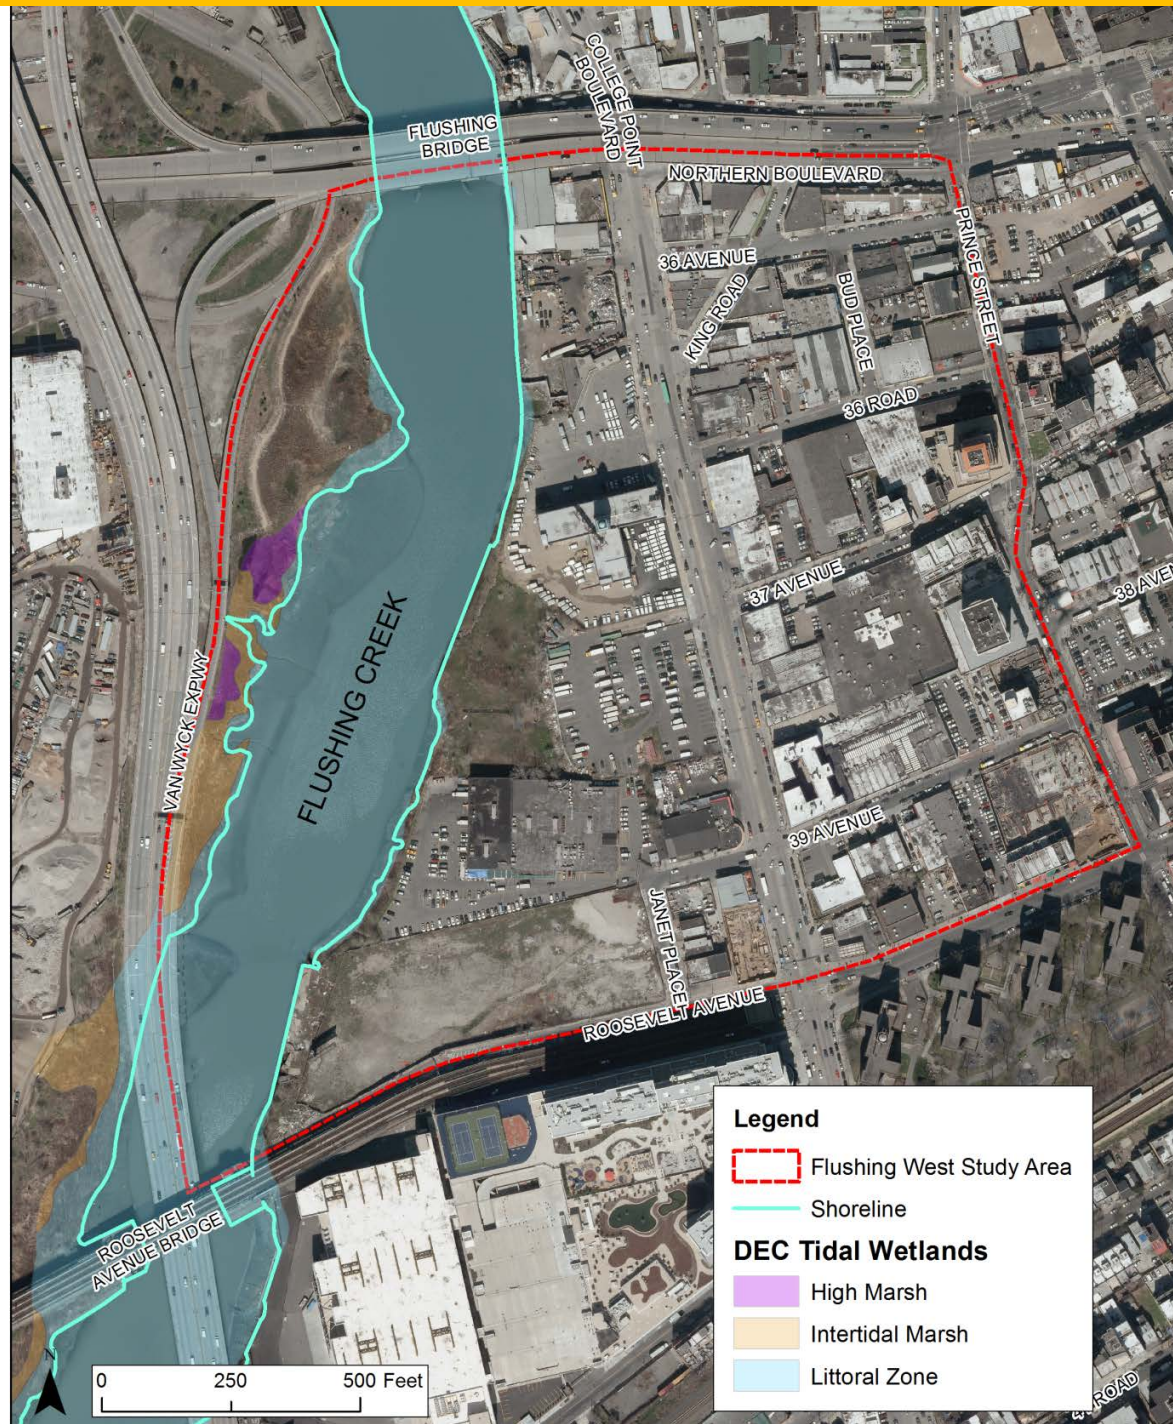 COLLEGE POINT
BOULEVARD
FLUSHING
BRIDGE
NORTHERN BOULEVARD
PRINCE STREET
36 AVENUE
KING ROAD
BUD PLACE
36 ROAD
37 AVENUE
38 AVEN
FLUSHING CREEK
VAN WYCK EXPWY
39 AVENUE
JANET PLACE
ROOSEVELT AVENUE
ROOSEVELT
AVENUE BRIDGE
Legend
Flushing West Study Area
Shoreline
DEC Tidal Wetlands
High Marsh
Intertidal Marsh
Littoral Zone
N
0 250 500 Feet
ROAD